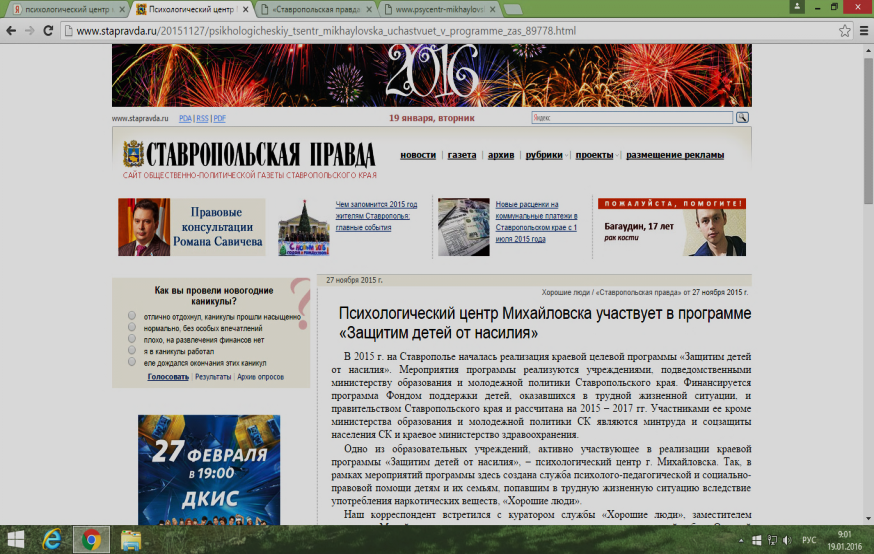 психологический центр
Психологический центр
«Ставропольская правда
www.psycentr-mikhaylovs
www.stapravda.ru/20151127/psikhologicheskiy_tsentr_mikhaylovska_uchastvuet_v_programme_zas_89778.html
2016
www.stapravda.ru PDA | RSS | PDF 19 января, вторник Яндекс
СТАВРОПОЛЬСКАЯ ПРАВДА
САЙТ ОБЩЕСТВЕННО-ПОЛИТИЧЕСКОЙ ГАЗЕТЫ СТАВРОПОЛЬСКОГО КРАЯ
новости | газета | архив | рубрики | проекты | размещение рекламы
Правовые
консультации
Романа Савичева
Чем запомнится 2015 год
жителям Ставрополья:
главные события
Новые расценки на
коммунальные платежи в
Ставропольском крае с 1
июля 2015 года
ПОЖАЛУЙСТА, ПОМОГИТЕ!
Багаудин, 17 лет
рак кости
Как вы провели новогодние
каникулы?
?
отлично отдохнул, каникулы прошли насыщенно
нормально, без особых впечатлений
плохо, на развлечения финансов нет
я в каникулы работал
еле дождался окончания этих каникул
Голосовать | Результаты | Архив опросов
27 ФЕВРАЛЯ
в 19:00
ДКИС
27 ноября 2015 г.
Хорошие люди / «Ставропольская правда» от 27 ноября 2015 г.
Психологический центр Михайловска участвует в программе
«Защитим детей от насилия»
В 2015 г. на Ставрополье началась реализация краевой целевой программы «Защитим детей
от насилия». Мероприятия программы реализуются учреждениями, подведомственными
министерству образования и молодежной политики Ставропольского края. Финансируется
программа Фондом поддержки детей, оказавшихся в трудной жизненной ситуации, и
правительством Ставропольского края и рассчитана на 2015 – 2017 гг. Участниками ее кроме
министерства образования и молодежной политики СК являются минтруда и соцзащиты
населения СК и краевое министерство здравоохранения.
Одно из образовательных учреждений, активно участвующее в реализации краевой
программы «Защитим детей от насилия», – психологический центр г. Михайловска. Так, в
рамках мероприятий программы здесь создана служба психолого-педагогической и социально-
правовой помощи детям и их семьям, попавшим в трудную жизненную ситуацию вследствие
употребления наркотических веществ, «Хорошие люди».
Наш корреспондент встретился с куратором службы «Хорошие люди», заместителем
РУС
9:01
19.01.2016